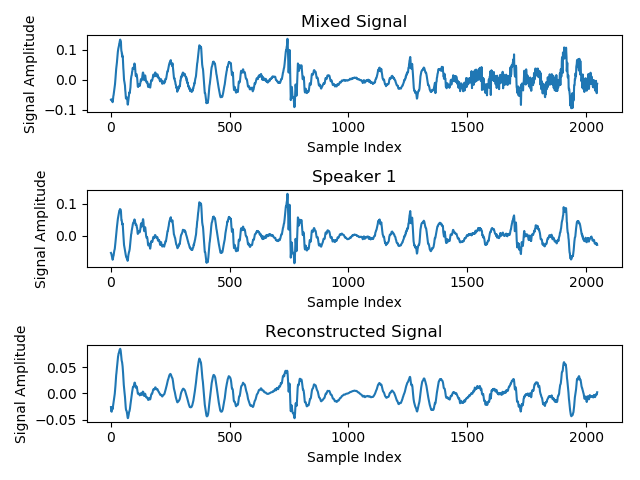 Mixed Signal
Signal Amplitude
0.1
0.0
−0.1
0 500 1000 1500 2000
Sample Index
Speaker 1
Signal Amplitude
0.1
0.0
0 500 1000 1500 2000
Sample Index
Reconstructed Signal
Signal Amplitude
0.05
0.00
−0.05
0 500 1000 1500 2000
Sample Index